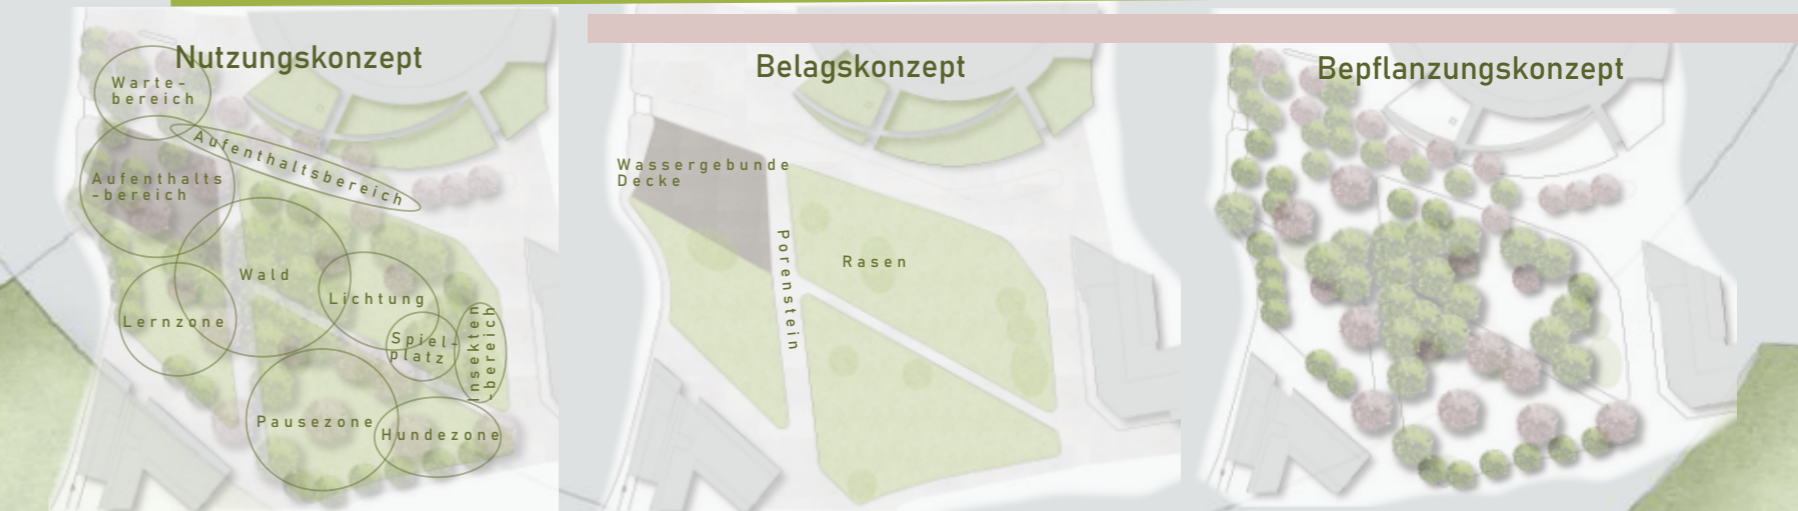 Nutzungskonzept
Warte-
bereich
Aufenthaltsbereich
Aufenthalts
-bereich
Wald
Lichtung
Lernzone
Spiel-
platz
Insekten
-bereich
Pausezone
Hundezone
Belagskonzept
Wassergebunde
Decke
Porenstein
Rasen
Bepflanzungskonzept